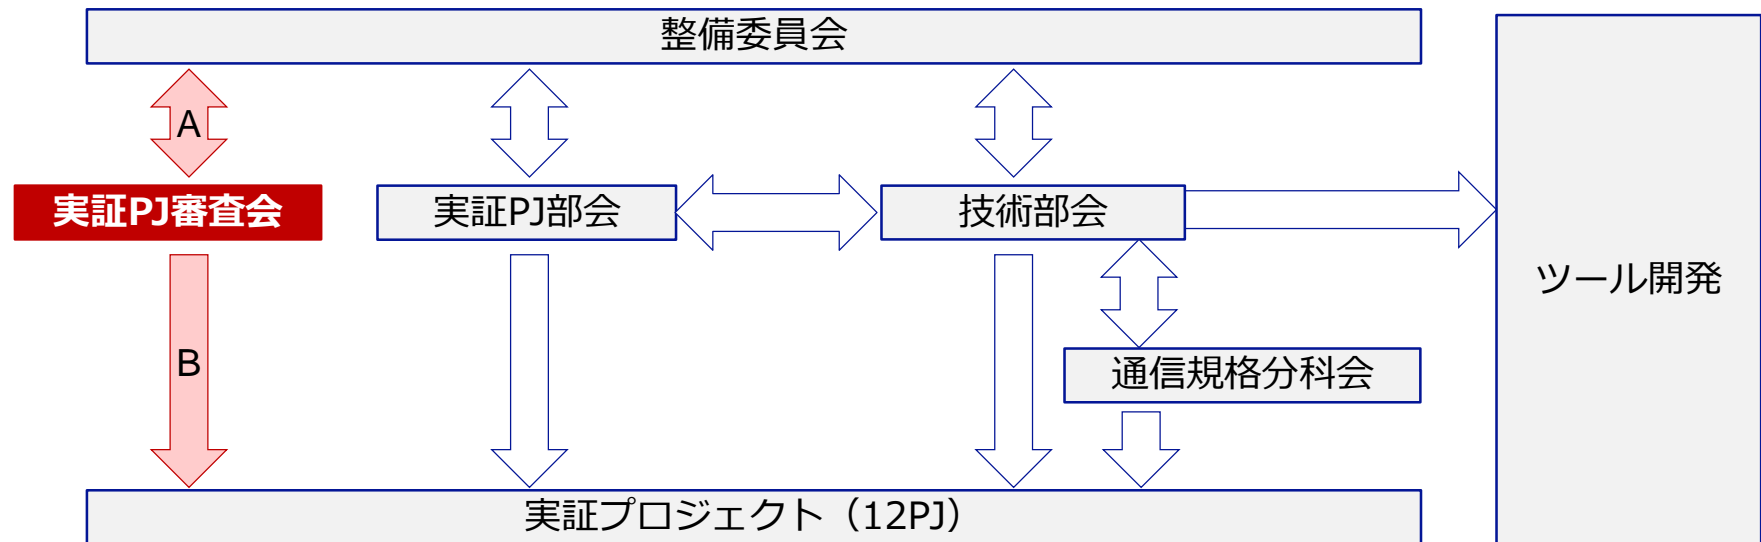 整備委員会
A
実証PJ審査会
実証PJ部会
技術部会
ツール開発
B
通信規格分科会
実証プロジェクト（12PJ）